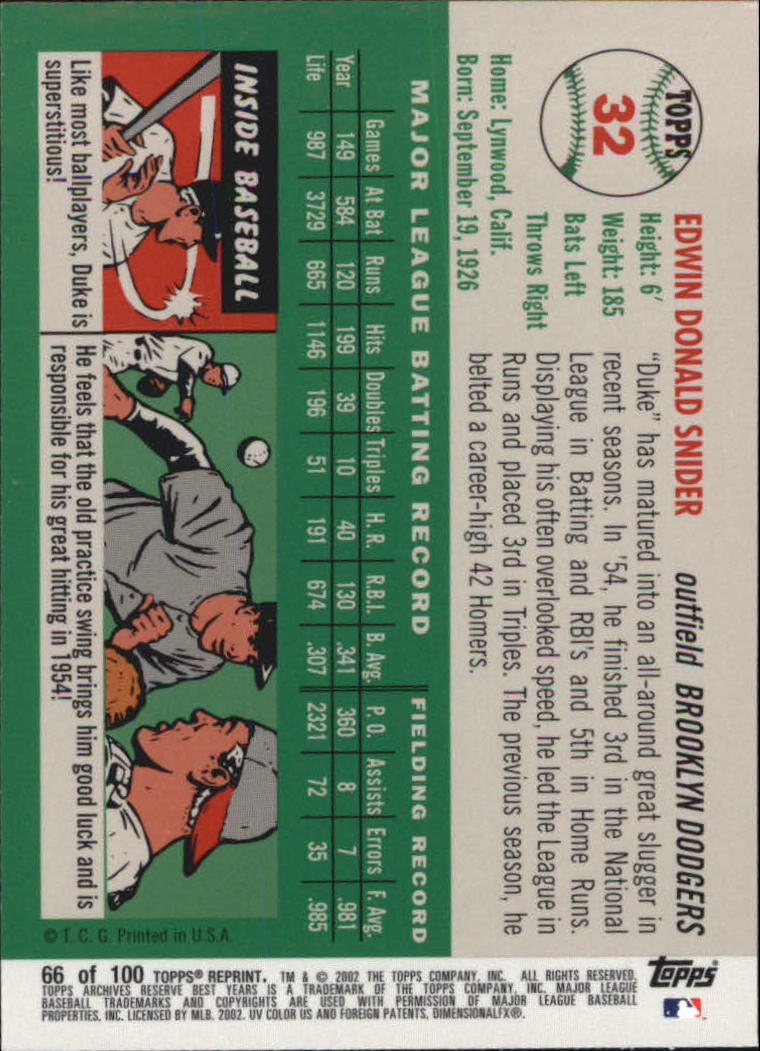 TOPPS
32
EDWIN DONALD SNIDER
outfield BROOKLYN DODGERS
Height: 6'
Weight: 185
Bats Left
Throws Right
Home: Lynwood, Calif.
Born: September 19, 1926
"Duke" has matured into an all-around great slugger in
recent seasons. In '54, he finished 3rd in the National
League in Batting and RBI's and 5th in Home Runs.
Displaying his often overlooked speed, he led the League in
Runs and placed 3rd in Triples. The previous season, he
belted a career-high 42 Homers.
MAJOR LEAGUE BATTING RECORD FIELDING RECORD
Games At Bat Runs Hits Doubles Triples H. R. R.B.I. B. Avg. P. O. Assists Errors F. Avg.
Year 149 584 120 199 39 10 40 130 .341 360 8 7 .981
Life 987 3729 665 1146 196 51 191 674 .307 2321 72 35 .985
INSIDE BASEBALL
Like most ballplayers, Duke is
superstitious!
He feels that the old practice swing brings him good luck and is
responsible for his great hitting in 1954!
© T. C. G. Printed in U.S.A.
Topps®
66 of 100 TOPPS® REPRINT. TM & © 2002 THE TOPPS COMPANY, INC. ALL RIGHTS RESERVED.
TOPPS ARCHIVES RESERVE BEST YEARS IS A TRADEMARK OF THE TOPPS COMPANY, INC. MAJOR LEAGUE
BASEBALL TRADEMARKS AND COPYRIGHTS ARE USED WITH PERMISSION OF MAJOR LEAGUE BASEBALL
PROPERTIES, INC. LICENSED BY MLB. 2002. UV COLOR US AND FOREIGN PATENTS, DIMENSIONALFX®.